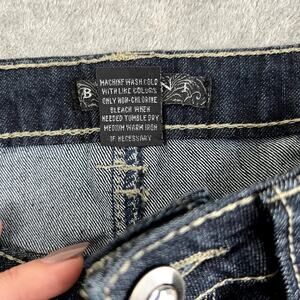 MACHINE WASH COLD
WITH LIKE COLORS
ONLY NON-CHLORINE
BLEACH WHEN
NEEDED TUMBLE DRY
MEDIUM WARM IRON
IF NECESSARY